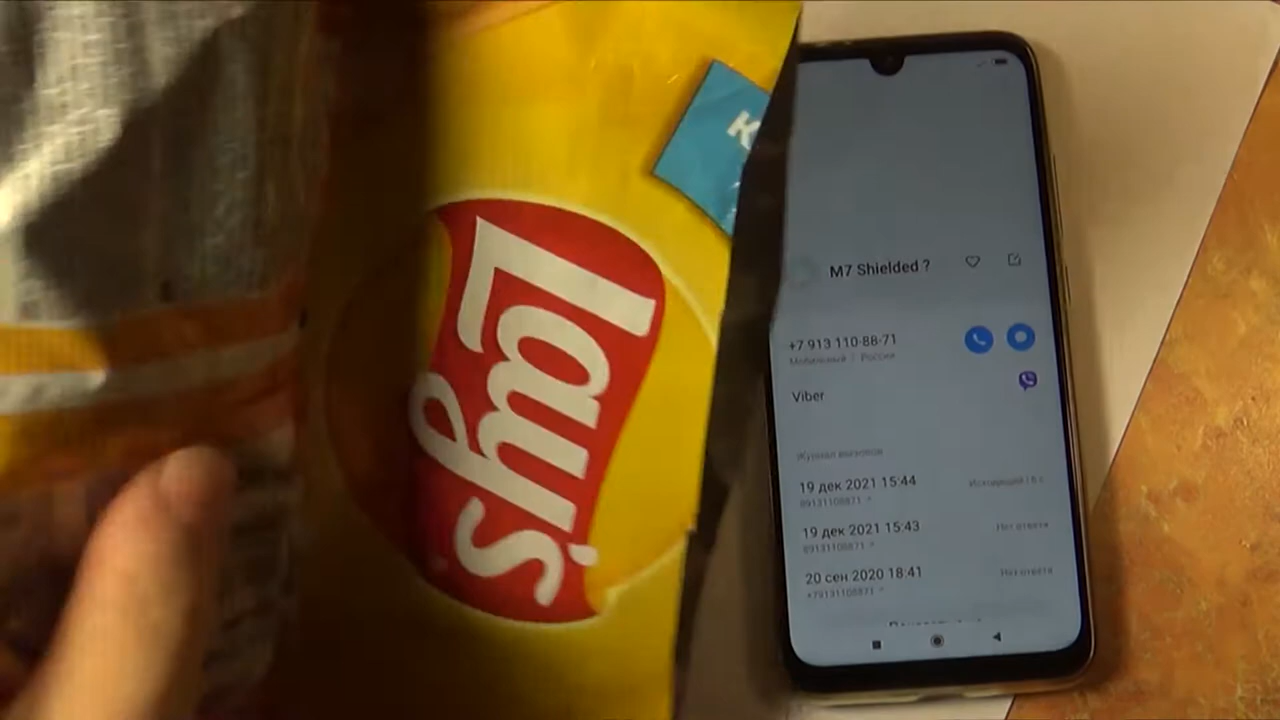 Lay's
K
M7 Shielded ?
+7 913 110-88-71
Мобильный Россия
Viber
Журнал вызовов
19 дек 2021 15:44
89131108871
19 дек 2021 15:43
Нет ответа
89131108871
20 сен 2020 18:41
Нет ответа
+79131108871